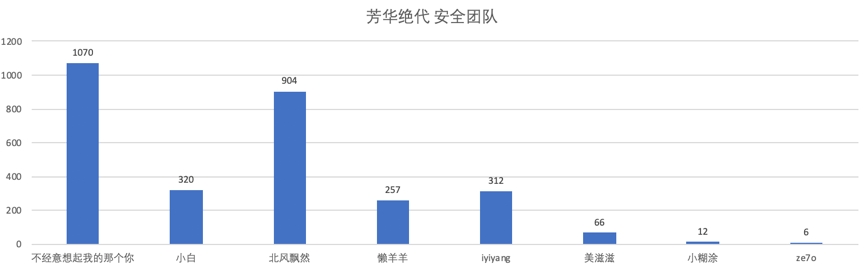 芳华绝代 安全团队
1200
1000
800
600
400
200
0
1070
320
904
257
312
66
12
6
不经意想起我的那个你
小白
北风飘然
懒羊羊
iyiyang
美滋滋
小糊涂
ze7o